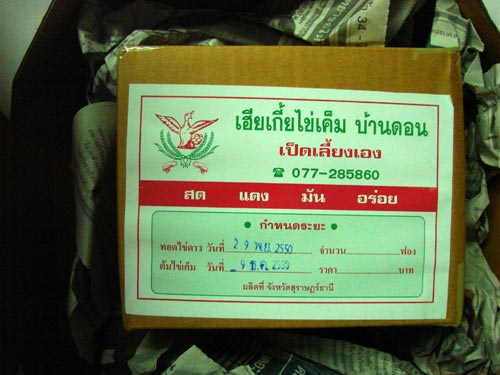 เฮียเกี้ยไข่เค็ม บ้านดอน
เป็ดเลี้ยงเอง
☎ 077-285860
สด แดง มัน อร่อย
• กำหนดระยะ •
ทอดไข่ดาว วันที่ 29 พ.ย. 2550 จำนวน ฟอง
ต้มไข่เค็ม วันที่ 9 ธ.ค. 2550 ราคา บาท
ผลิตที่ จังหวัดสุราษฎร์ธานี